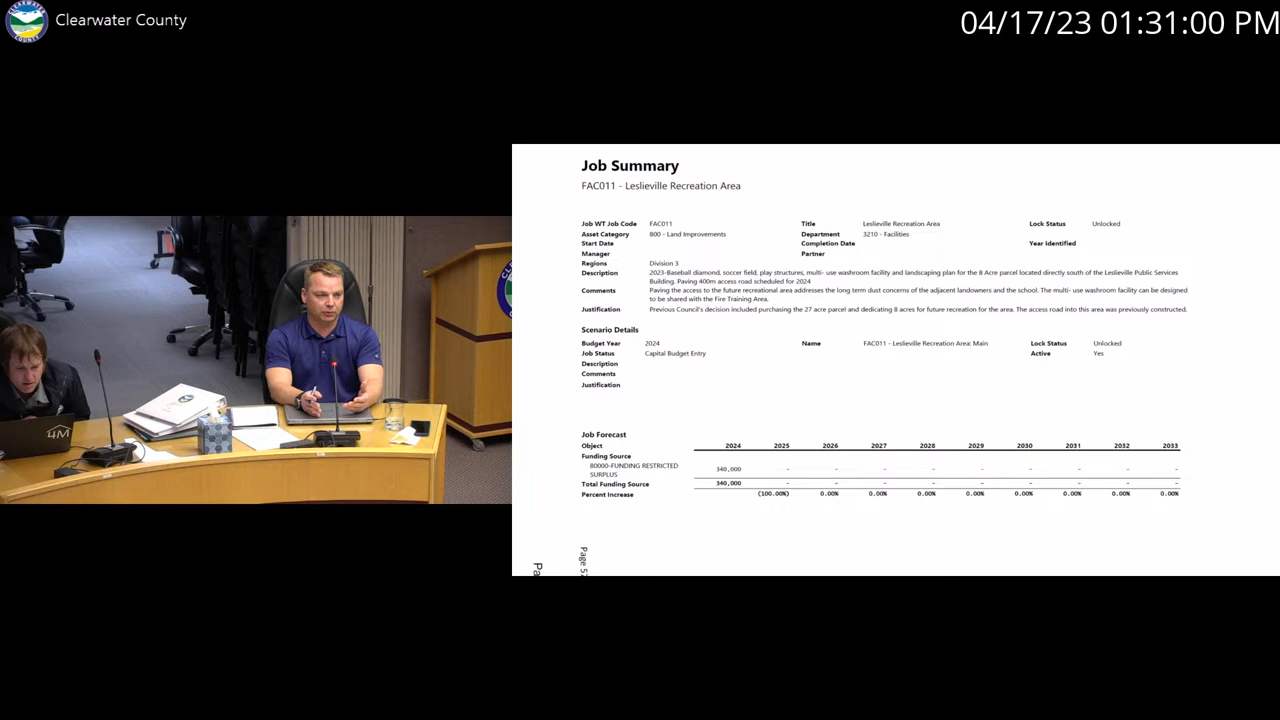 Clearwater County
04/17/23 01:31:00 PM
Job Summary
FAC011 - Leslieville Recreation Area
Job WT Job Code FAC011 Title Leslieville Recreation Area Lock Status Unlocked
Asset Category 800 - Land Improvements Department 3210 - Facilities
Start Date Completion Date Year Identified
Manager Partner
Regions Division 3
Description 2023-Baseball diamond, soccer field, play structures, multi- use washroom facility and landscaping plan for the 8 Acre parcel located directly south of the Leslieville Public Services
Building. Paving 400m access road scheduled for 2024
Comments Paving the access to the future recreational area addresses the long term dust concerns of the adjacent landowners and the school. The multi- use washroom facility can be designed
to be shared with the Fire Training Area.
Justification Previous Council's decision included purchasing the 27 acre parcel and dedicating 8 acres for future recreation for the area. The access road into this area was previously constructed.
Scenario Details
Budget Year 2024 Name FAC011 - Leslieville Recreation Area: Main Lock Status Unlocked
Job Status Capital Budget Entry Active Yes
Description
Comments
Justification
Job Forecast
Object 2024 2025 2026 2027 2028 2029 2030 2031 2032 2033
Funding Source
80000-FUNDING RESTRICTED
SURPLUS 340,000 - - - - - - - - -
Total Funding Source 340,000 - - - - - - - - -
Percent Increase (100.00%) 0.00% 0.00% 0.00% 0.00% 0.00% 0.00% 0.00% 0.00%
Page 57
Pa
4M